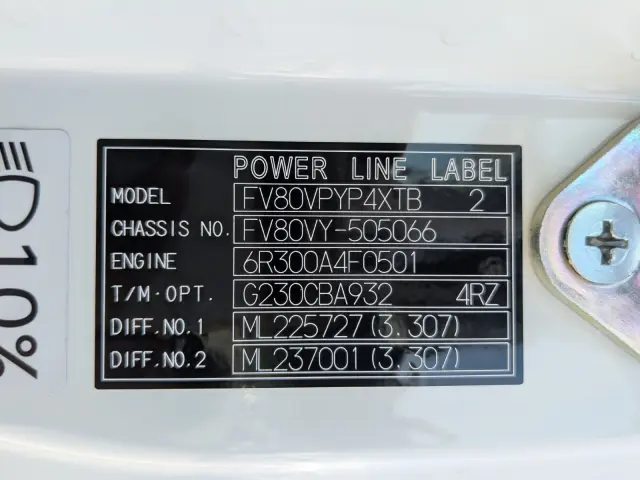 POWER LINE LABEL
MODEL FV80VPYP4XTB 2
CHASSIS NO. FV80VY-505066
ENGINE 6R300A4F0501
T/M·OPT. G230CBA932 4RZ
DIFF.NO.1 ML225727(3.307)
DIFF.NO.2 ML237001(3.307)
10%